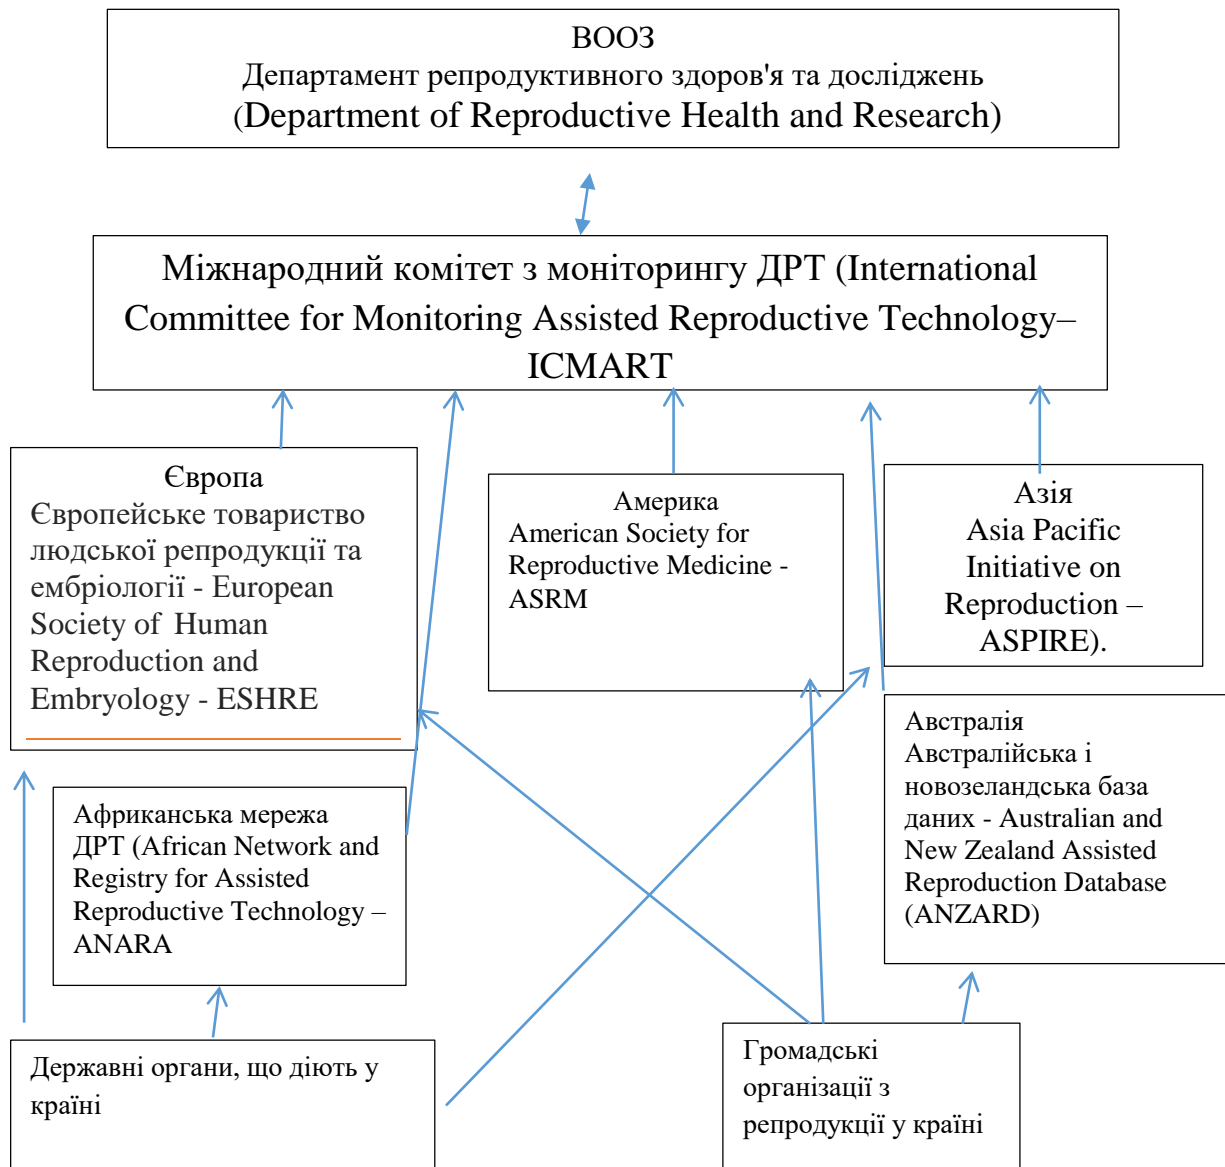 ВООЗ
Департамент репродуктивного здоров'я та досліджень
(Department of Reproductive Health and Research)
Міжнародний комітет з моніторингу ДРТ (International
Committee for Monitoring Assisted Reproductive Technology–
ICMART
Європа
Європейське товариство
людської репродукції та
ембріології - European
Society of Human
Reproduction and
Embryology - ESHRE
Америка
American Society for
Reproductive Medicine -
ASRM
Азія
Asia Pacific
Initiative on
Reproduction –
ASPIRE).
Африканська мережа
ДРТ (African Network and
Registry for Assisted
Reproductive Technology –
ANARA
Австралія
Австралійська і
новозеландська база
даних - Australian and
New Zealand Assisted
Reproduction Database
(ANZARD)
Державні органи, що діють у
країні
Громадські
організації з
репродукції у країні